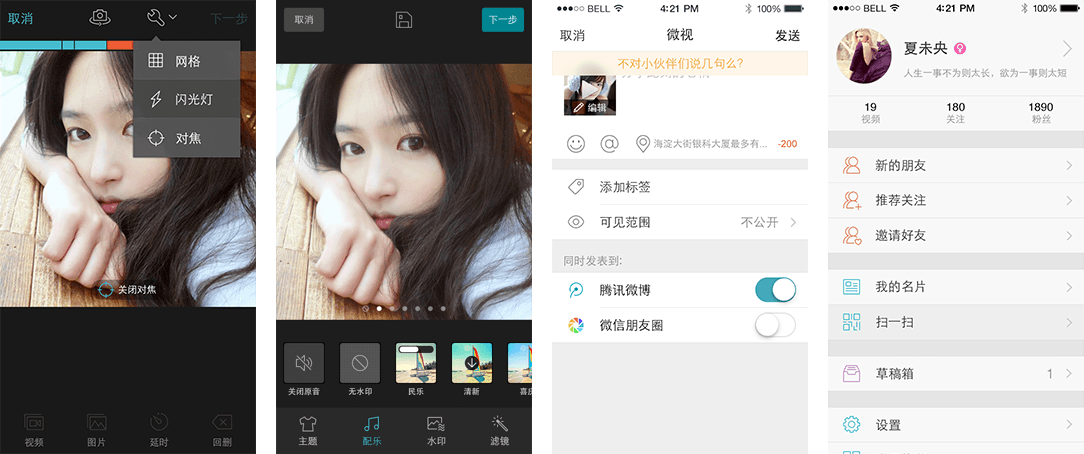 取消
下一步
网格
闪光灯
对焦
关闭对焦
视频
图片
延时
回删
取消
下一步
关闭原音
无水印
民乐
清新
主题
配乐
水印
滤镜
BELL
4:21 PM
100%
取消
微视
发送
不对小伙伴们说几句么?
编辑
海淀大街银科大厦最多有...
-200
添加标签
可见范围
不公开
同时发表到:
腾讯微博
微信朋友圈
BELL
4:21 PM
100%
夏未央
人生一事不为则太长，欲为一事则太短
19
180
1890
视频
关注
粉丝
新的朋友
推荐关注
邀请好友
我的名片
扫一扫
草稿箱
1
设置